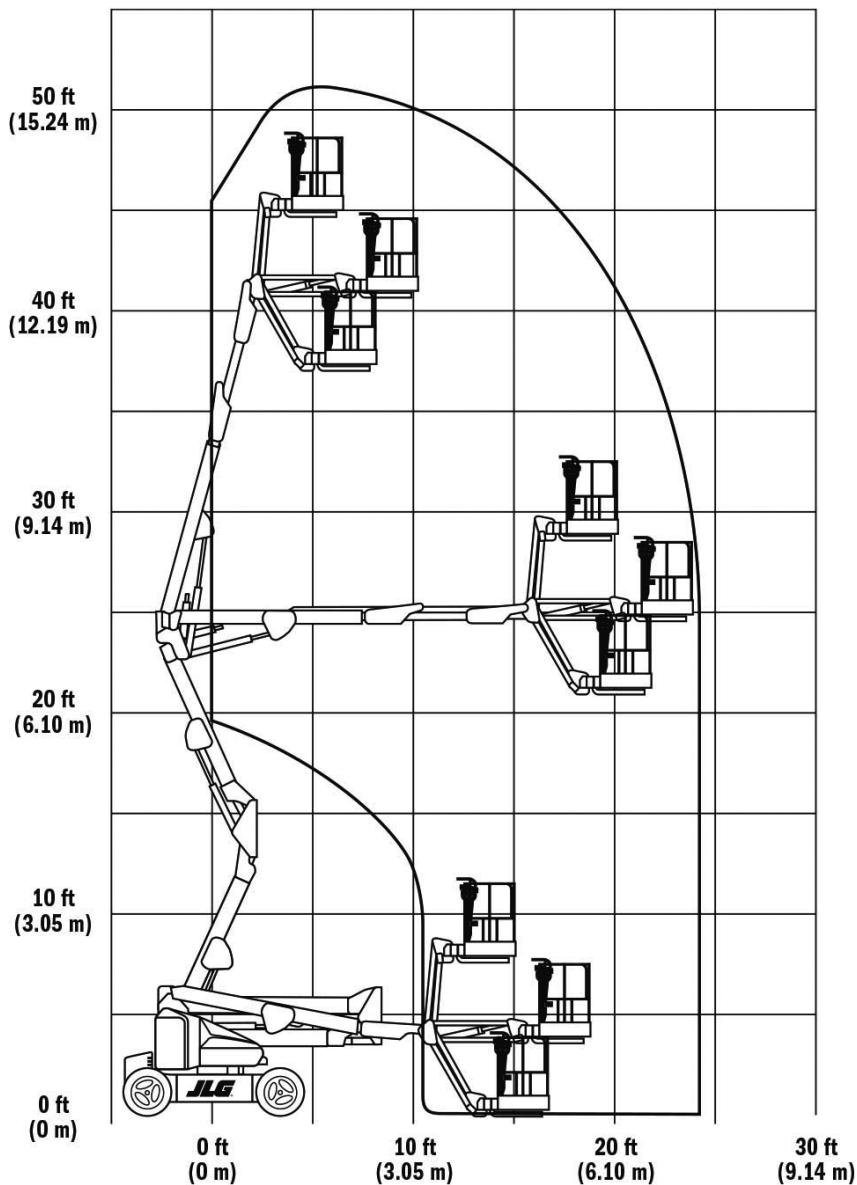 50 ft
(15.24 m)
40 ft
(12.19 m)
30 ft
(9.14 m)
20 ft
(6.10 m)
10 ft
(3.05 m)
0 ft
(0 m)
JLG
0 ft
(0 m)
10 ft
(3.05 m)
20 ft
(6.10 m)
30 ft
(9.14 m)